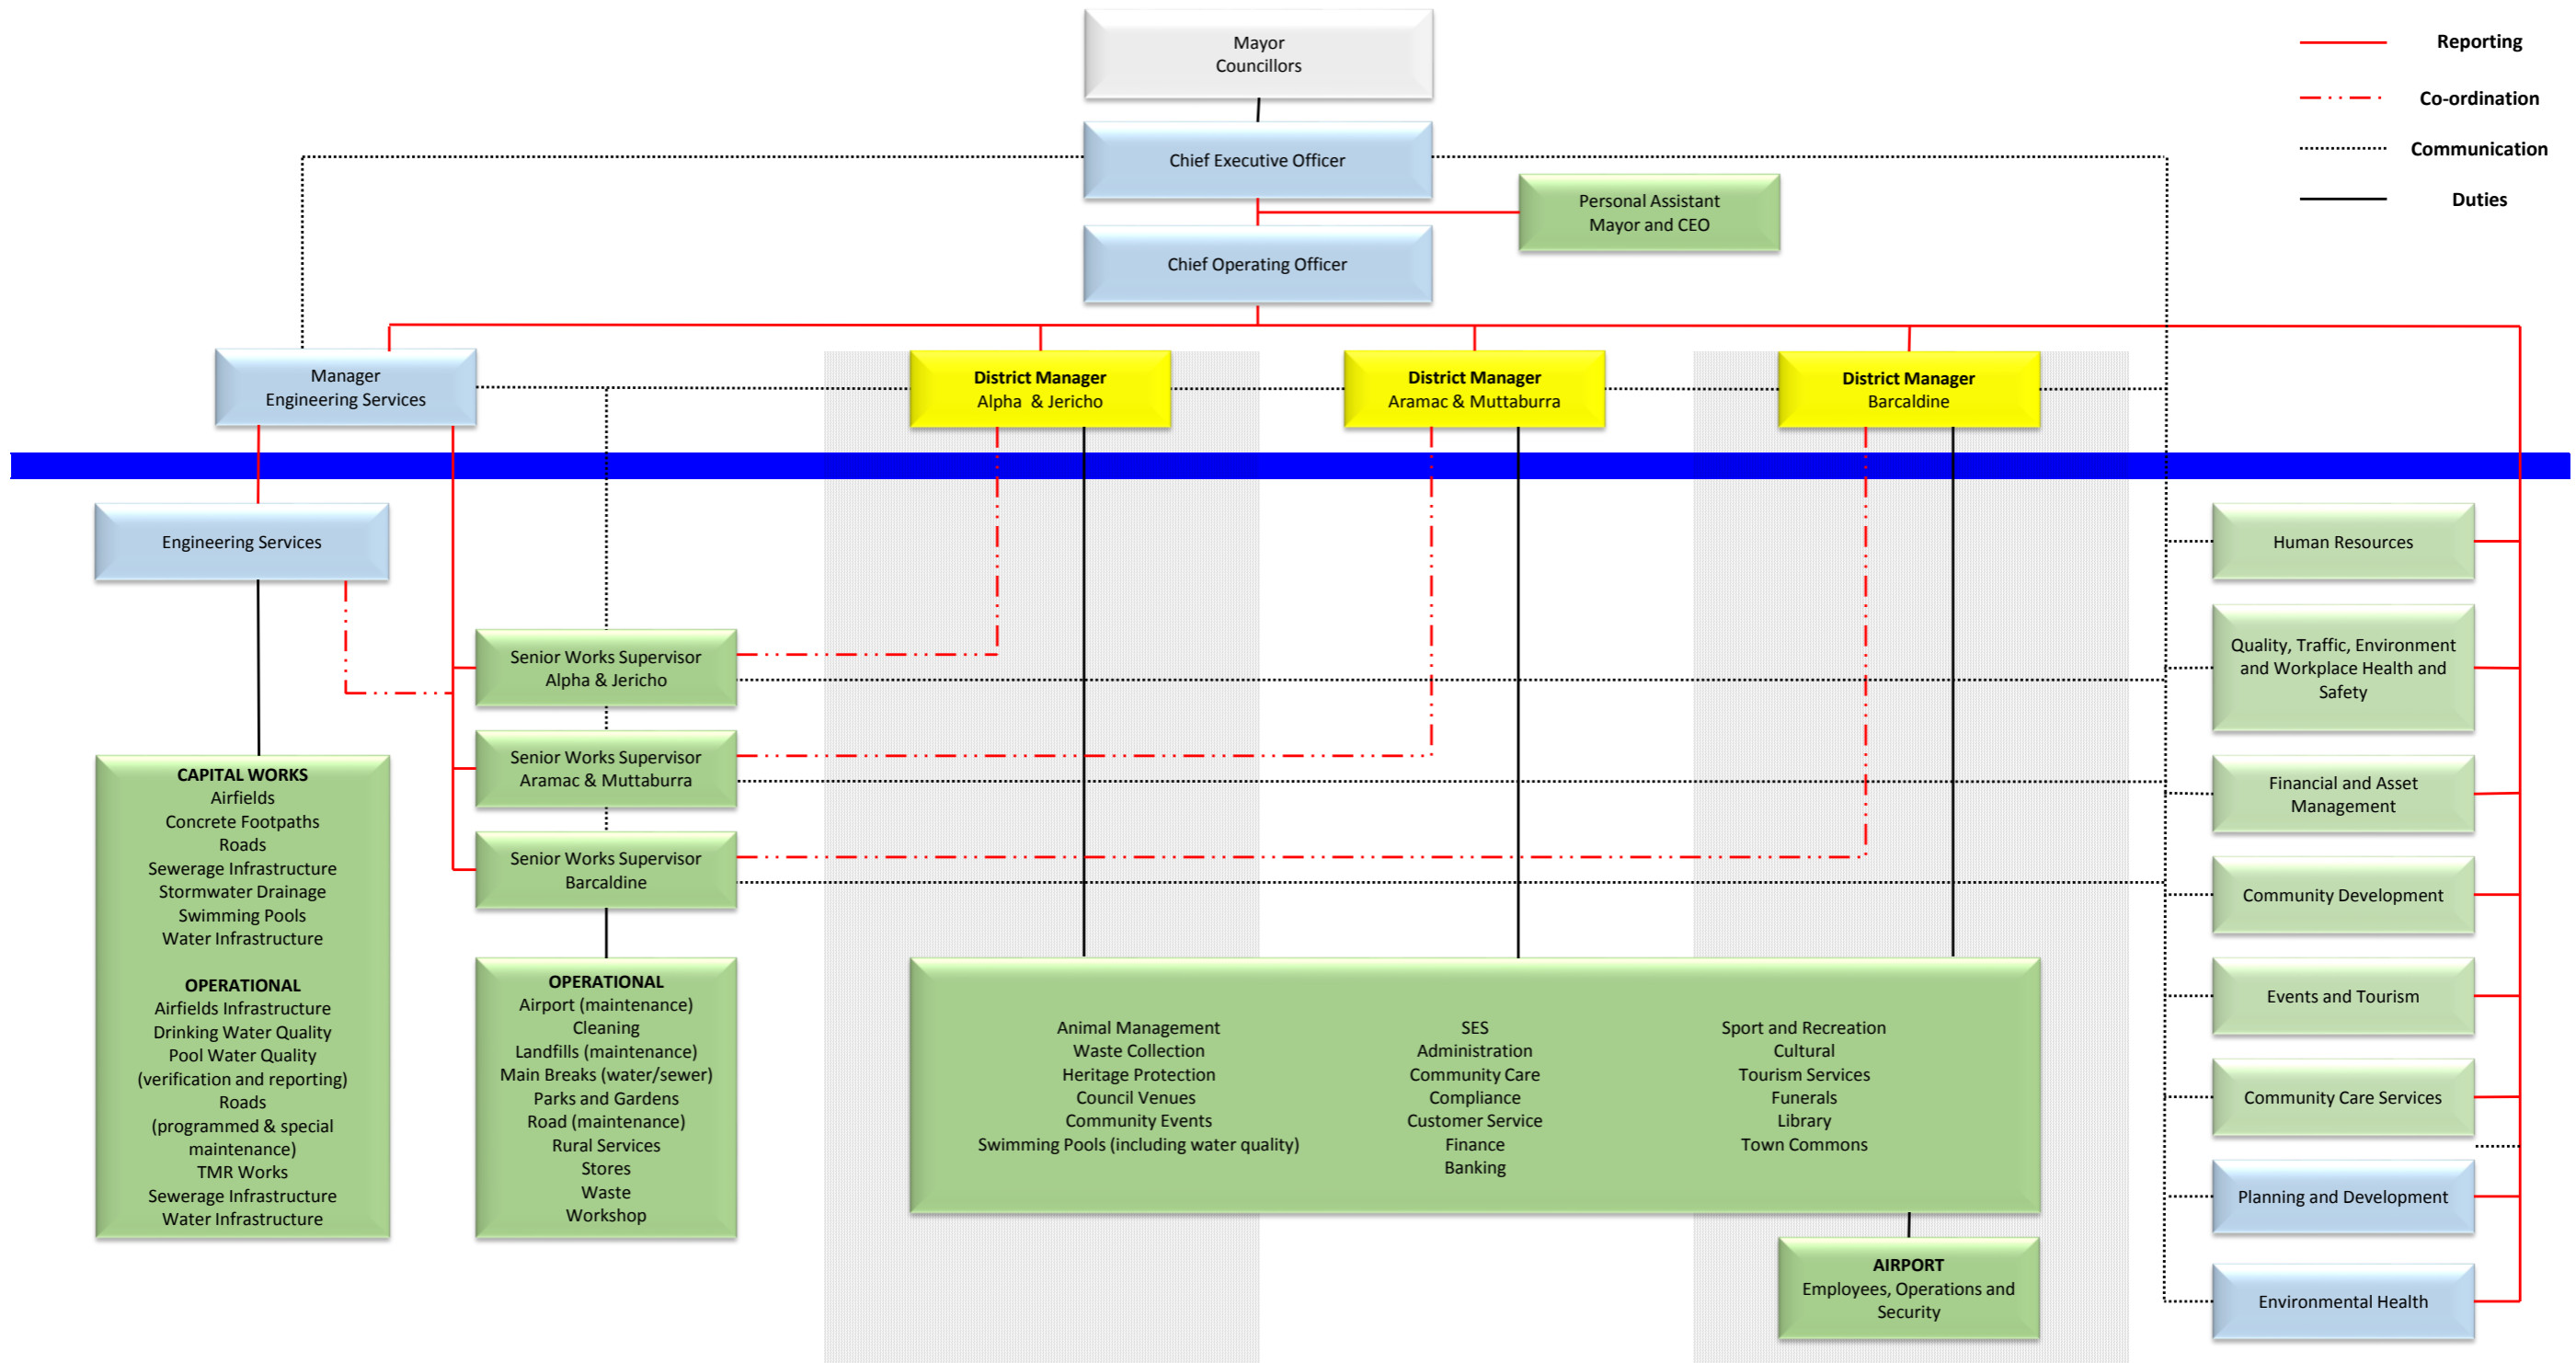 Mayor
Councillors
Reporting
Co-ordination
Communication
Duties
Chief Executive Officer
Personal Assistant
Mayor and CEO
Chief Operating Officer
Manager
Engineering Services
District Manager
Alpha & Jericho
District Manager
Aramac & Muttaburra
District Manager
Barcaldine
Engineering Services
Senior Works Supervisor
Alpha & Jericho
Senior Works Supervisor
Aramac & Muttaburra
Senior Works Supervisor
Barcaldine
CAPITAL WORKS
Airfields
Concrete Footpaths
Roads
Sewerage Infrastructure
Stormwater Drainage
Swimming Pools
Water Infrastructure
OPERATIONAL
Airfields Infrastructure
Drinking Water Quality
Pool Water Quality
(verification and reporting)
Roads
(programmed & special
maintenance)
TMR Works
Sewerage Infrastructure
Water Infrastructure
OPERATIONAL
Airport (maintenance)
Cleaning
Landfills (maintenance)
Main Breaks (water/sewer)
Parks and Gardens
Road (maintenance)
Rural Services
Stores
Waste
Workshop
Animal Management
Waste Collection
Heritage Protection
Council Venues
Community Events
Swimming Pools (including water quality)
SES
Administration
Community Care
Compliance
Customer Service
Finance
Banking
Sport and Recreation
Cultural
Tourism Services
Funerals
Library
Town Commons
AIRPORT
Employees, Operations and
Security
Human Resources
Quality, Traffic, Environment
and Workplace Health and
Safety
Financial and Asset
Management
Community Development
Events and Tourism
Community Care Services
Planning and Development
Environmental Health